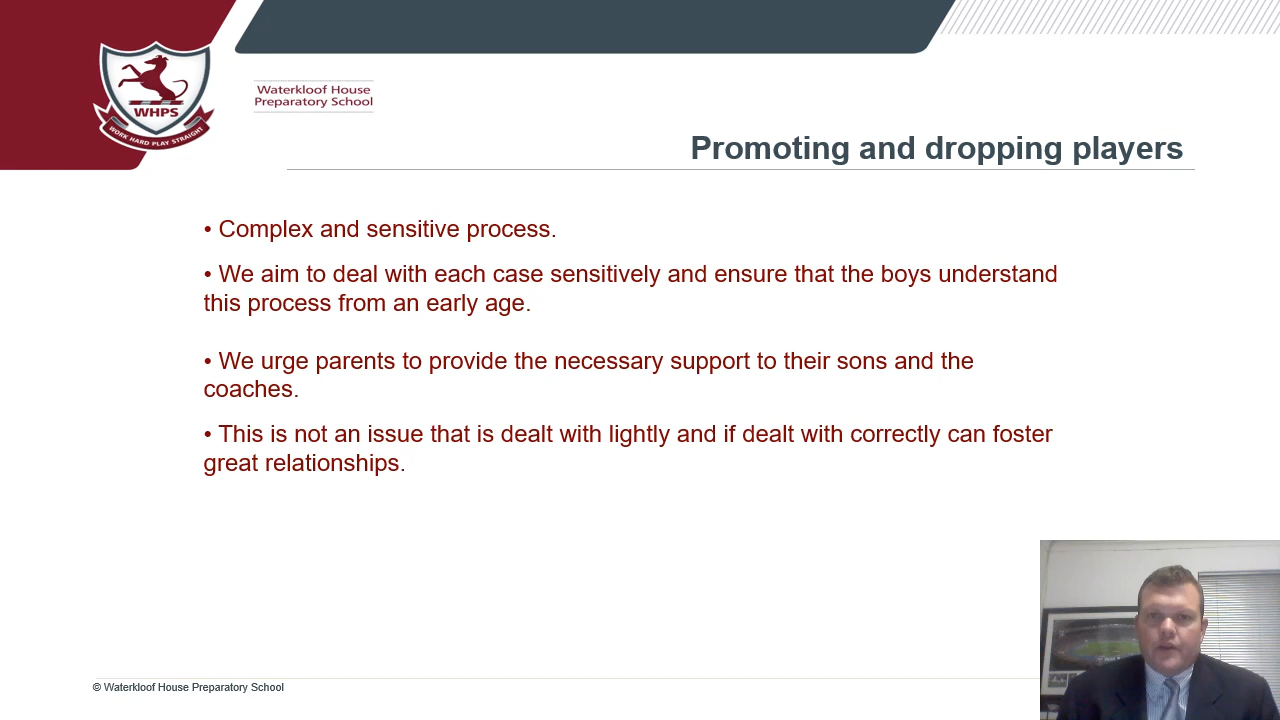 WHPS
WORK HARD PLAY STRAIGHT
Waterkloof House
Preparatory School
Promoting and dropping players
• Complex and sensitive process.
• We aim to deal with each case sensitively and ensure that the boys understand
this process from an early age.
• We urge parents to provide the necessary support to their sons and the
coaches.
• This is not an issue that is dealt with lightly and if dealt with correctly can foster
great relationships.
© Waterkloof House Preparatory School